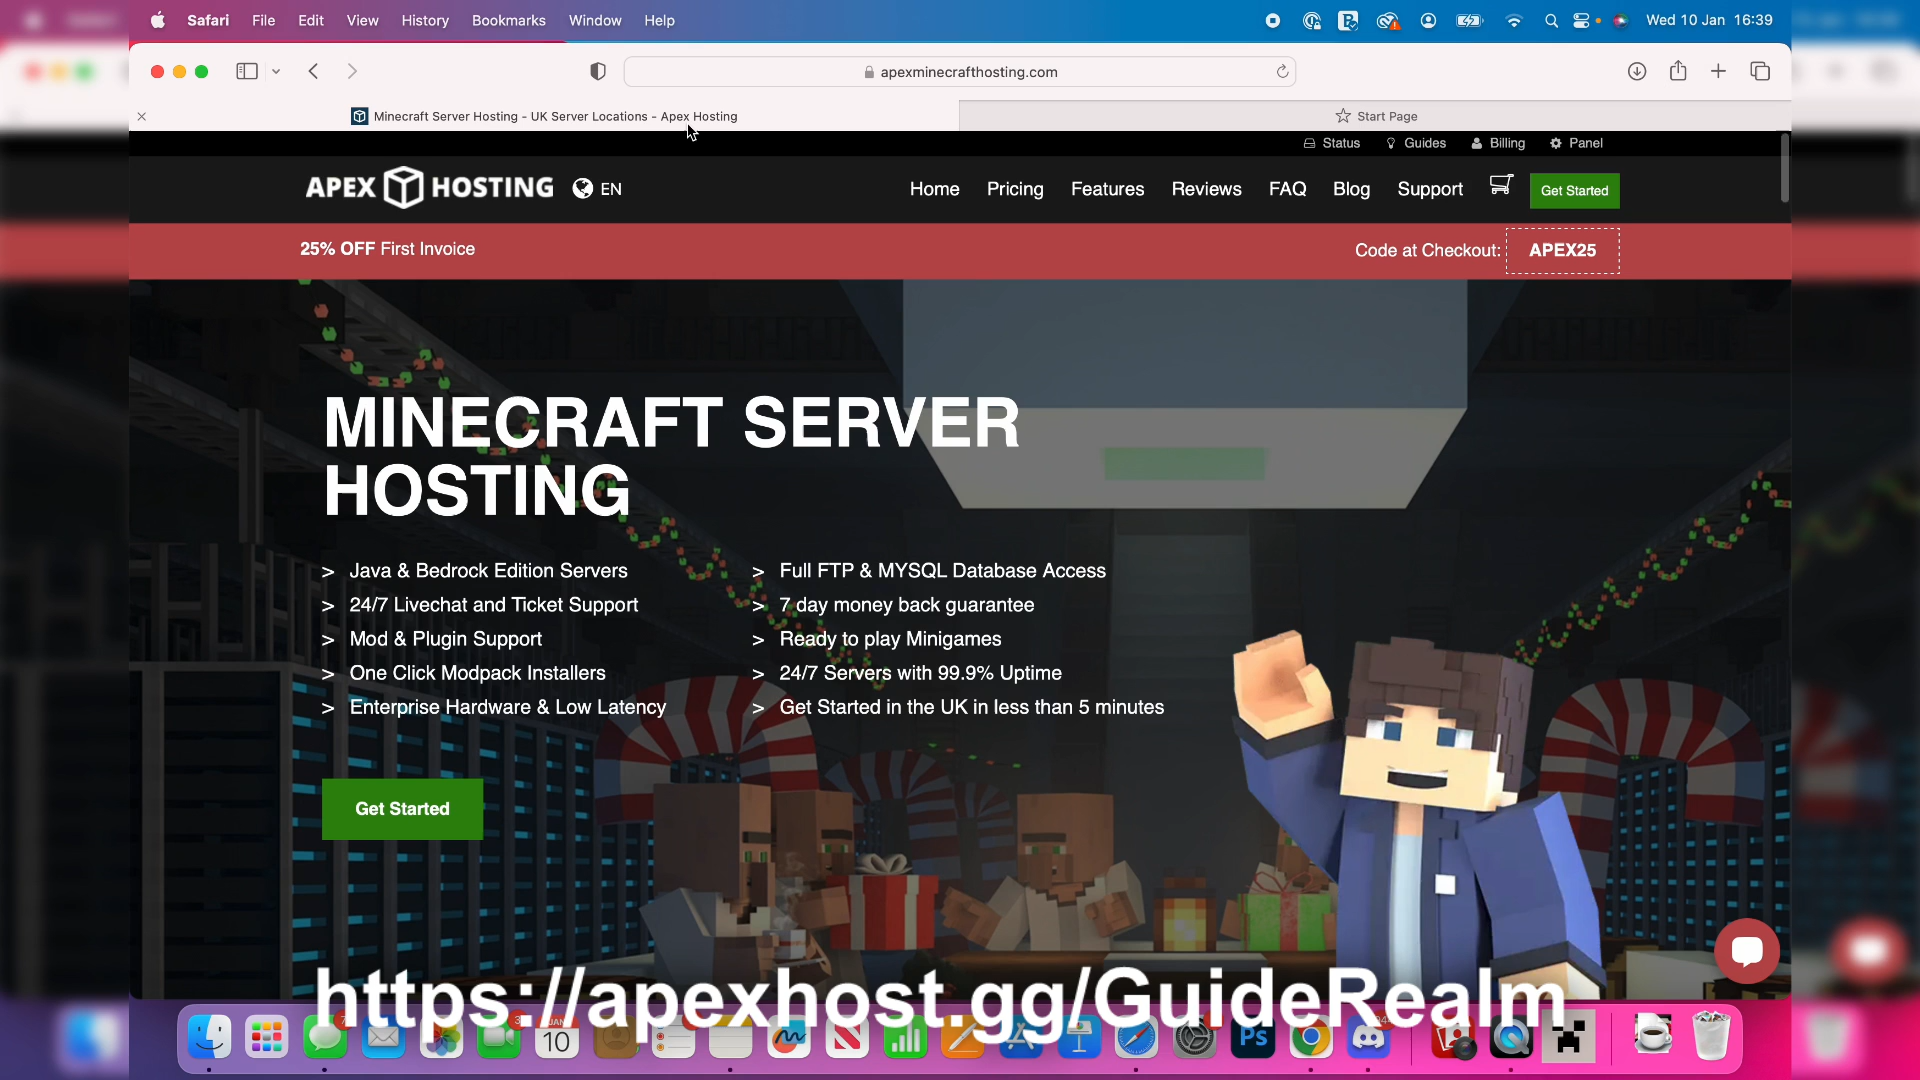 Safari File Edit View History Bookmarks Window Help
Wed 10 Jan 16:39
apexminecrafthosting.com
Minecraft Server Hosting - UK Server Locations - Apex Hosting
Start Page
Status Guides Billing Panel
APEX HOSTING EN
Home Pricing Features Reviews FAQ Blog Support Get Started
25% OFF First Invoice
Code at Checkout: APEX25
MINECRAFT SERVER
HOSTING
> Java & Bedrock Edition Servers
> 24/7 Livechat and Ticket Support
> Mod & Plugin Support
> One Click Modpack Installers
> Enterprise Hardware & Low Latency
> Full FTP & MYSQL Database Access
> 7 day money back guarantee
> Ready to play Minigames
> 24/7 Servers with 99.9% Uptime
> Get Started in the UK in less than 5 minutes
Get Started
https://apexhost.gg/GuideRealm
10
Ps